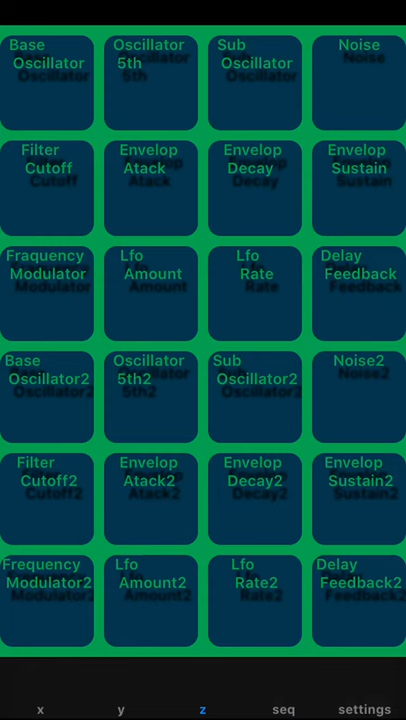 Base
Oscillator
Oscillator
5th
Sub
Oscillator
Noise
Filter
Cutoff
Envelop
Atack
Envelop
Decay
Envelop
Sustain
Fraquency
Modulator
Lfo
Amount
Lfo
Rate
Delay
Feedback
Base
Oscillator2
Oscillator
5th2
Sub
Oscillator2
Noise2
Filter
Cutoff2
Envelop
Atack2
Envelop
Decay2
Envelop
Sustain2
Frequency
Modulator2
Lfo
Amount2
Lfo
Rate2
Delay
Feedback2
x y z seq settings